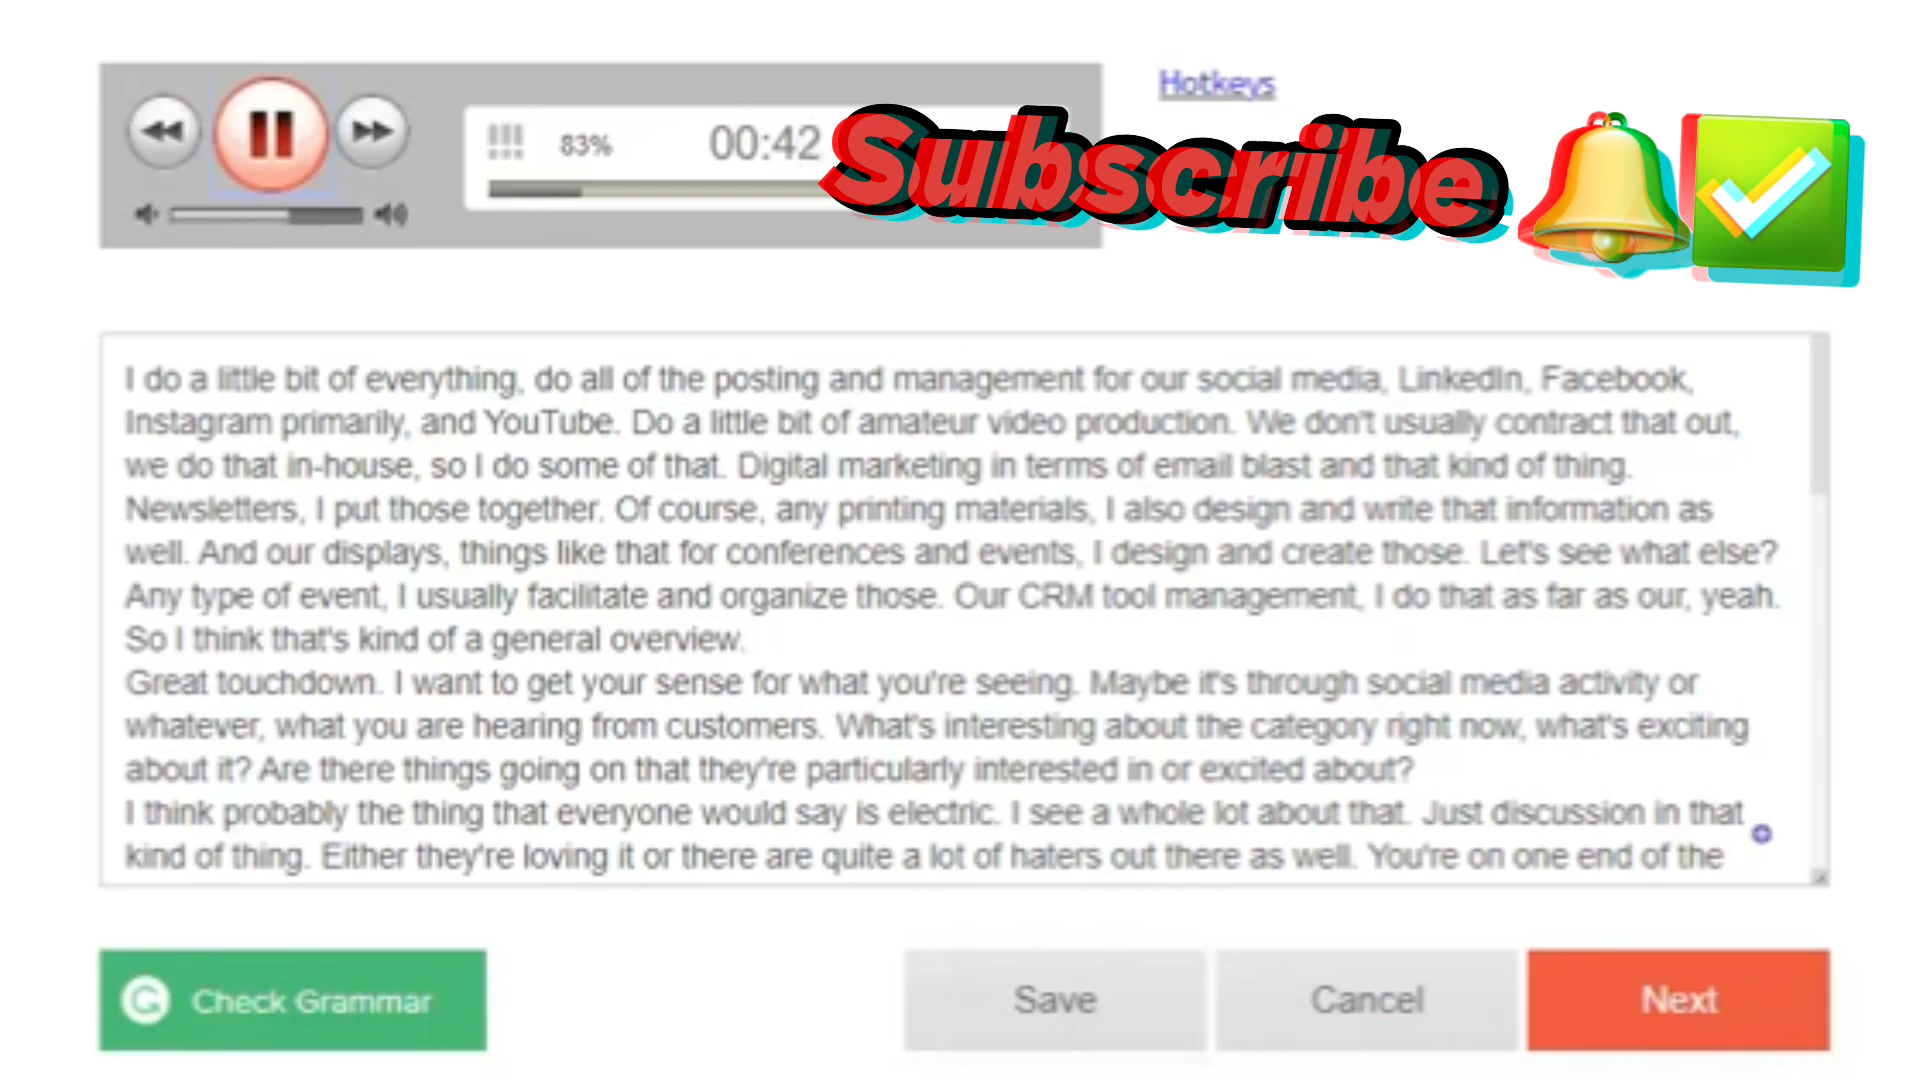 Hotkeys
83% 00:42
Subscribe
I do a little bit of everything, do all of the posting and management for our social media, LinkedIn, Facebook,
Instagram primarily, and YouTube. Do a little bit of amateur video production. We don't usually contract that out,
we do that in-house, so I do some of that. Digital marketing in terms of email blast and that kind of thing.
Newsletters, I put those together. Of course, any printing materials, I also design and write that information as
well. And our displays, things like that for conferences and events, I design and create those. Let's see what else?
Any type of event, I usually facilitate and organize those. Our CRM tool management, I do that as far as our, yeah.
So I think that's kind of a general overview.
Great touchdown. I want to get your sense for what you're seeing. Maybe it's through social media activity or
whatever, what you are hearing from customers. What's interesting about the category right now, what's exciting
about it? Are there things going on that they're particularly interested in or excited about?
I think probably the thing that everyone would say is electric. I see a whole lot about that. Just discussion in that
kind of thing. Either they're loving it or there are quite a lot of haters out there as well. You're on one end of the
Check Grammar
Save
Cancel
Next